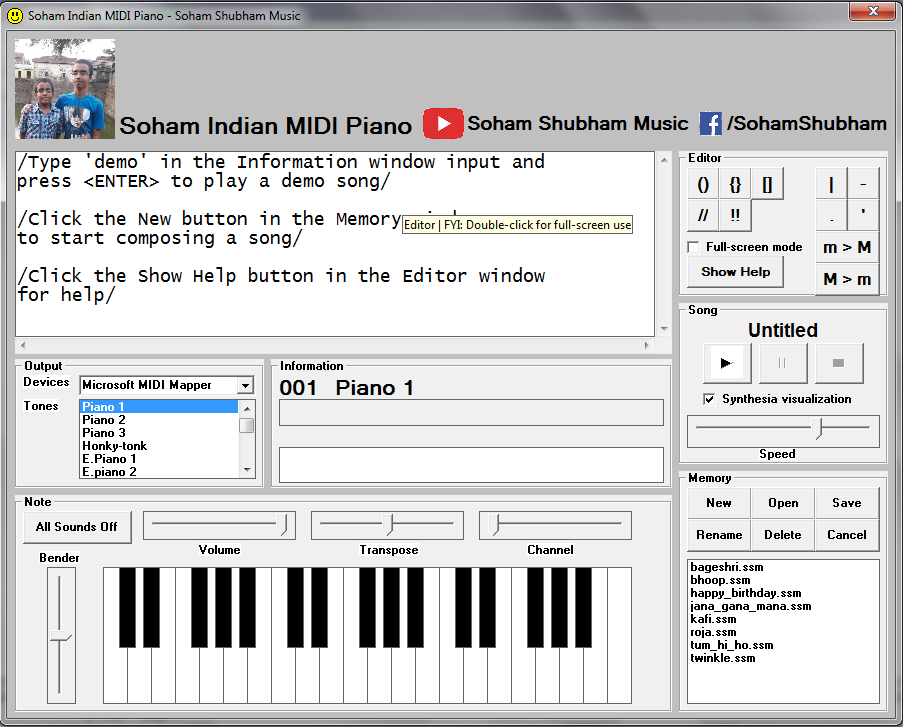 Soham Indian MIDI Piano - Soham Shubham Music
Soham Indian MIDI Piano
Soham Shubham Music
/SohamShubham
/Type 'demo' in the Information window input and
press <ENTER> to play a demo song/
/Click the New button in the Memory
to start composing a song/
/Click the Show Help button in the Editor window
for help/
Editor | FYI: Double-click for full-screen use
Editor
() {} [] | -
// !! . '
Full-screen mode
m > M
Show Help
M > m
Song
Untitled
Synthesia visualization
Speed
Output
Devices
Microsoft MIDI Mapper
Tones
Piano 1
Piano 2
Piano 3
Honky-tonk
E.Piano 1
E.piano 2
Information
001 Piano 1
Memory
New Open Save
Rename Delete Cancel
bageshri.ssm
bhoop.ssm
happy_birthday.ssm
jana_gana_mana.ssm
kafi.ssm
roja.ssm
tum_hi_ho.ssm
twinkle.ssm
Note
All Sounds Off
Volume
Transpose
Channel
Bender